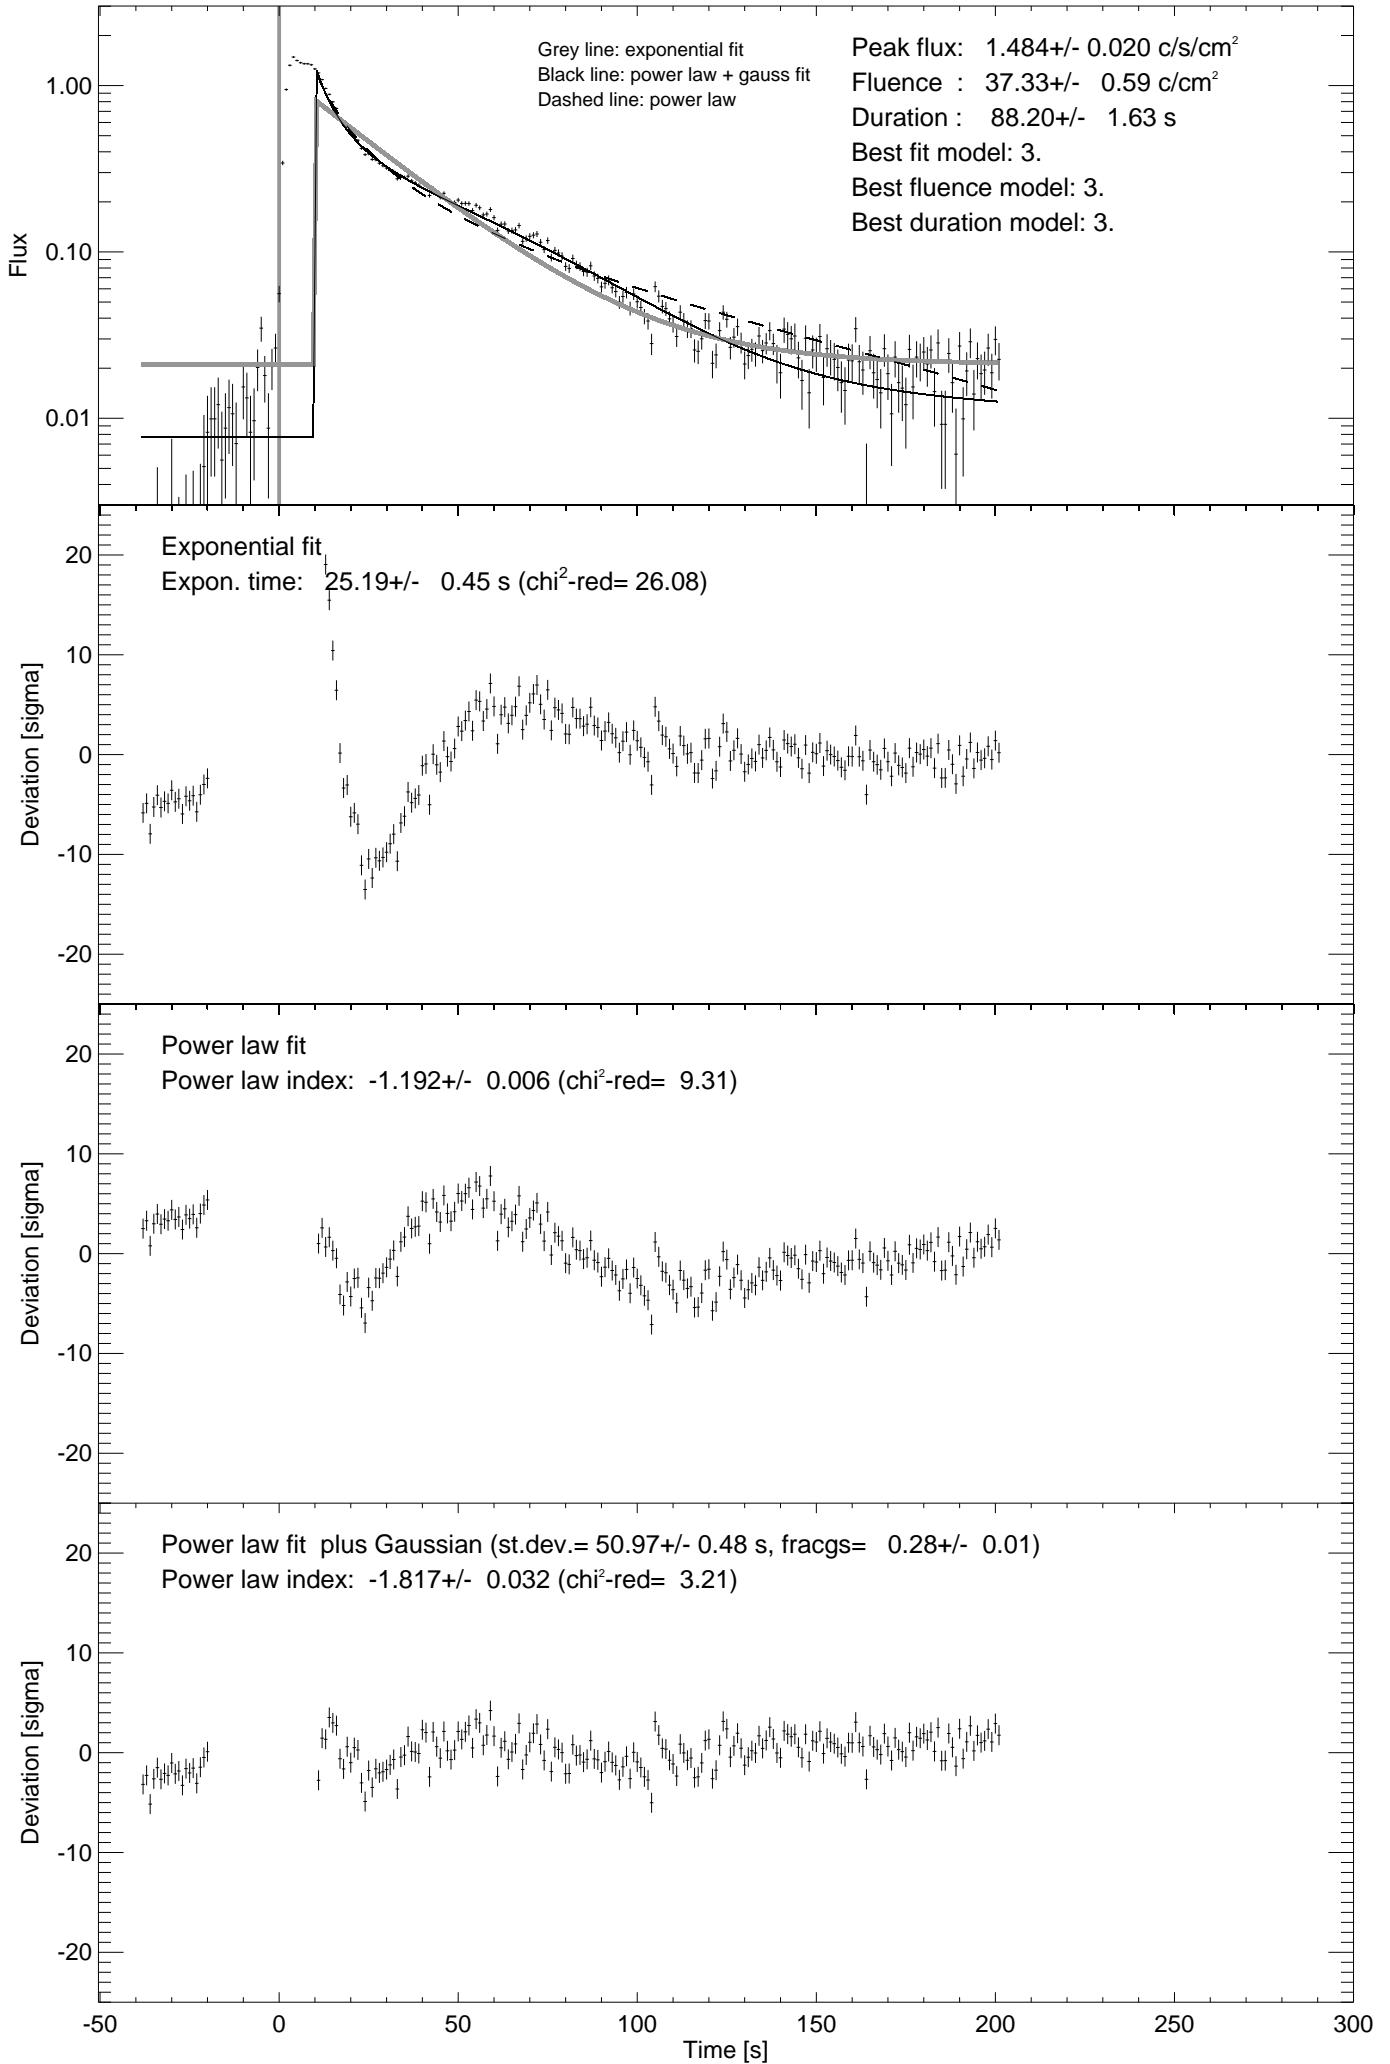 Grey line: exponential fit
Black line: power law + gauss fit
Dashed line: power law
Peak flux: 1.484+/- 0.020 c/s/cm²
Fluence : 37.33+/- 0.59 c/cm²
Duration : 88.20+/- 1.63 s
Best fit model: 3.
Best fluence model: 3.
Best duration model: 3.
1.00
0.10
0.01
Flux
Exponential fit
Expon. time: 25.19+/- 0.45 s (chi²-red= 26.08)
20
10
0
-10
-20
Deviation [sigma]
Power law fit
Power law index: -1.192+/- 0.006 (chi²-red= 9.31)
20
10
0
-10
-20
Deviation [sigma]
Power law fit plus Gaussian (st.dev.= 50.97+/- 0.48 s, fracgs= 0.28+/- 0.01)
Power law index: -1.817+/- 0.032 (chi²-red= 3.21)
20
10
0
-10
-20
Deviation [sigma]
-50 0 50 100 150 200 250 300
Time [s]